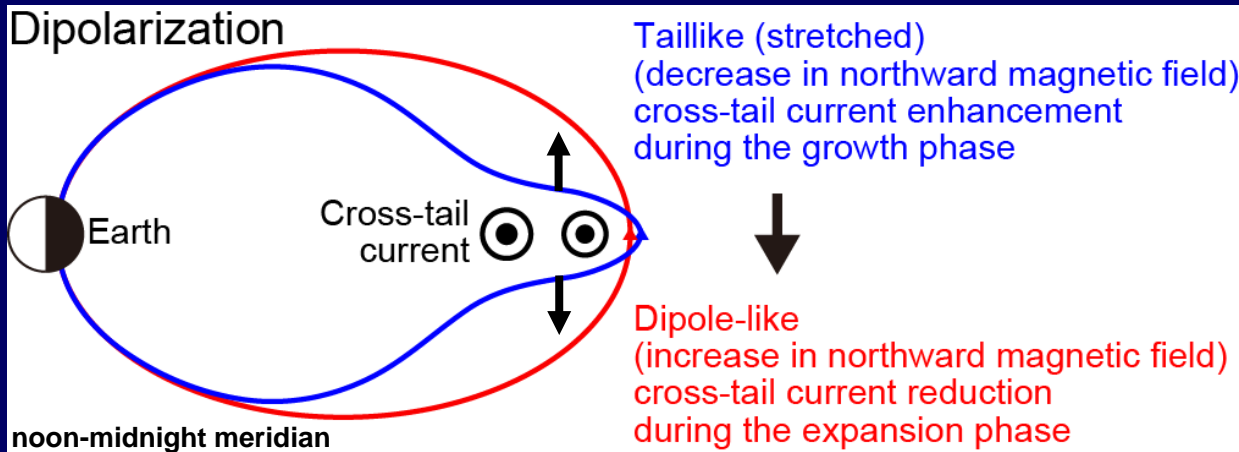 Dipolarization
Taillike (stretched)
(decrease in northward magnetic field)
cross-tail current enhancement
during the growth phase
Earth
Cross-tail
current
Dipole-like
(increase in northward magnetic field)
cross-tail current reduction
during the expansion phase
noon-midnight meridian